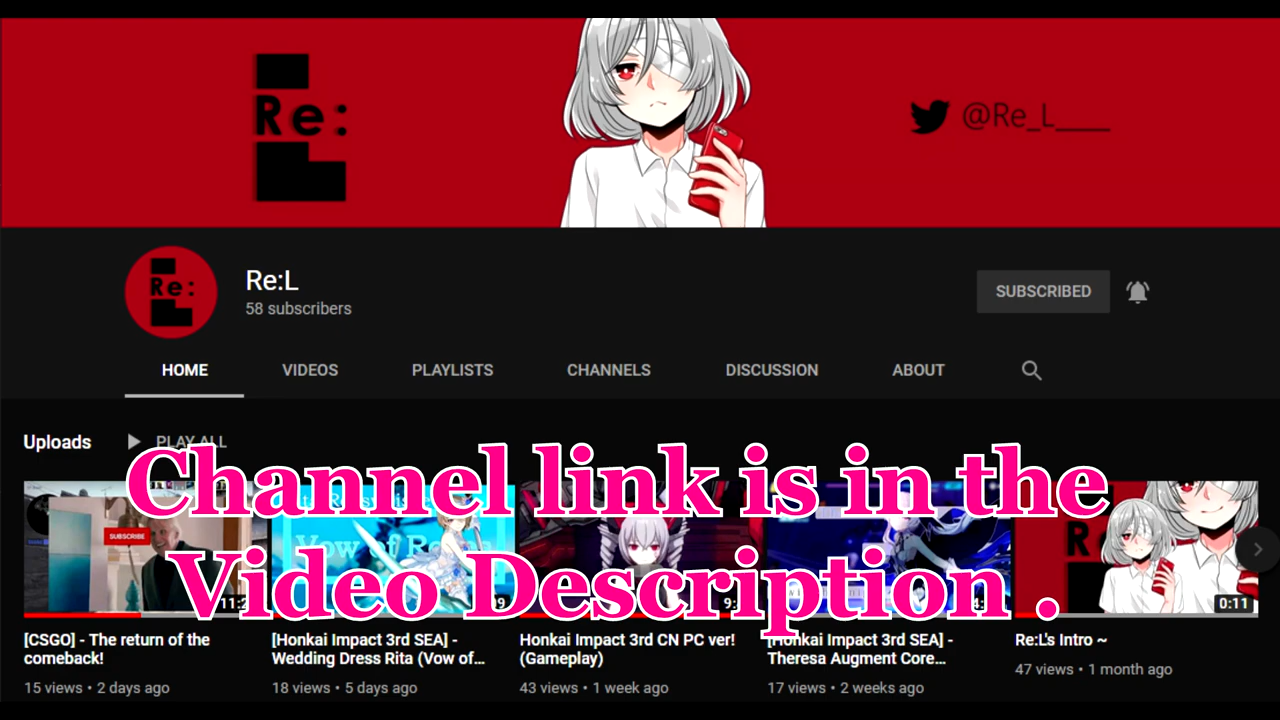 Re:
L
@Re_L____
Re:
L
Re:L
58 subscribers
SUBSCRIBED
HOME
VIDEOS
PLAYLISTS
CHANNELS
DISCUSSION
ABOUT
Uploads
PLAY ALL
Channel link is in the
Video Description .
SUBSCRIBE
0:11
[CSGO] - The return of the
comeback!
15 views • 2 days ago
[Honkai Impact 3rd SEA] -
Wedding Dress Rita (Vow of...
18 views • 5 days ago
Honkai Impact 3rd CN PC ver!
(Gameplay)
43 views • 1 week ago
[Honkai Impact 3rd SEA] -
Theresa Augment Core...
17 views • 2 weeks ago
Re:L's Intro ~
47 views • 1 month ago